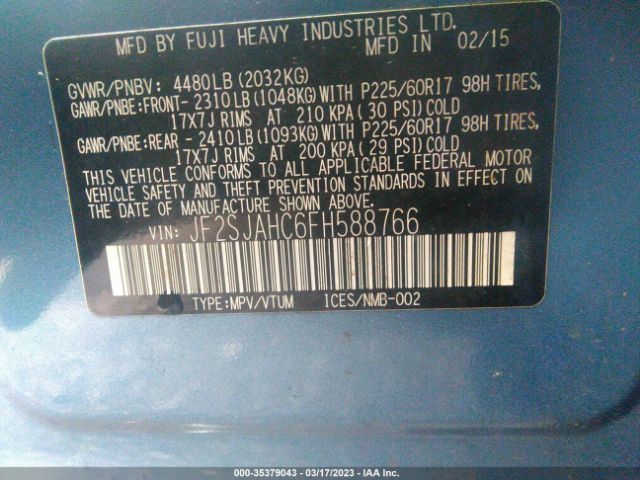 MFD BY FUJI HEAVY INDUSTRIES LTD.
MFD IN 02/15
GVWR/PNBV: 4480LB (2032KG)
GAWR/PNBE:FRONT- 2310LB (1048KG)WITH P225/60R17 98H TIRES,
17X7J RIMS AT 210 KPA (30 PSI) COLD
GAWR/PNBE:REAR -2410LB (1093KG)WITH P225/60R17 98H TIRES,
17X7J RIMS AT 200 KPA (29 PSI) COLD
THIS VEHICLE CONFORMS TO ALL APPLICABLE FEDERAL MOTOR
VEHICLE SAFETY AND THEFT PREVENTION STANDARDS IN EFFECT ON
THE DATE OF MANUFACTURE SHOWN ABOVE.
VIN: JF2SJAHC6FH588766
TYPE:MPV/VTUM ICES/NMB-002
000-35379043 - 03/17/2023 - IAA Inc.